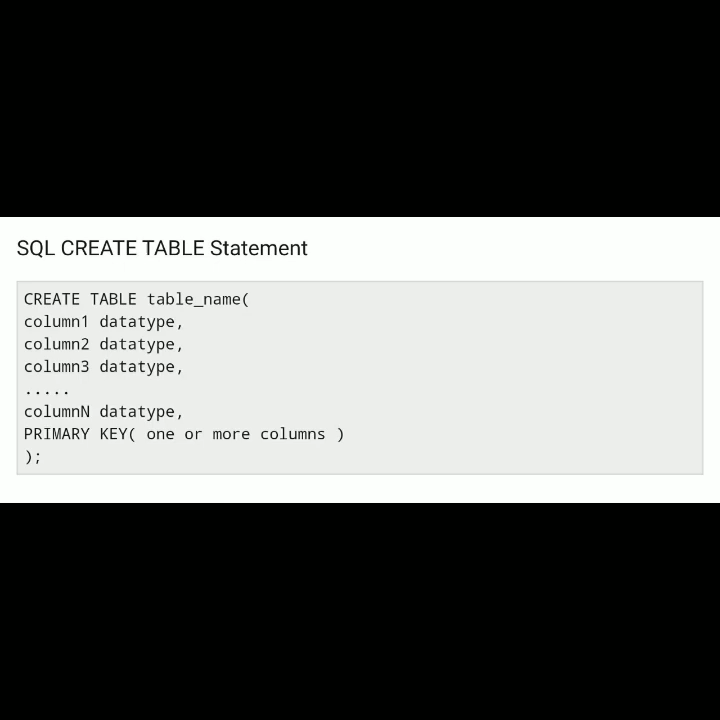 SQL CREATE TABLE Statement
CREATE TABLE table_name(
column1 datatype,
column2 datatype,
column3 datatype,
.....
columnN datatype,
PRIMARY KEY( one or more columns )
);